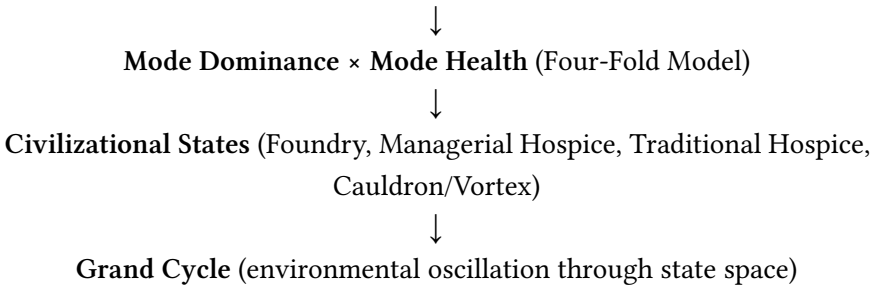 ↓
Mode Dominance × Mode Health (Four-Fold Model)
↓
Civilizational States (Foundry, Managerial Hospice, Traditional Hospice,
Cauldron/Vortex)
↓
Grand Cycle (environmental oscillation through state space)